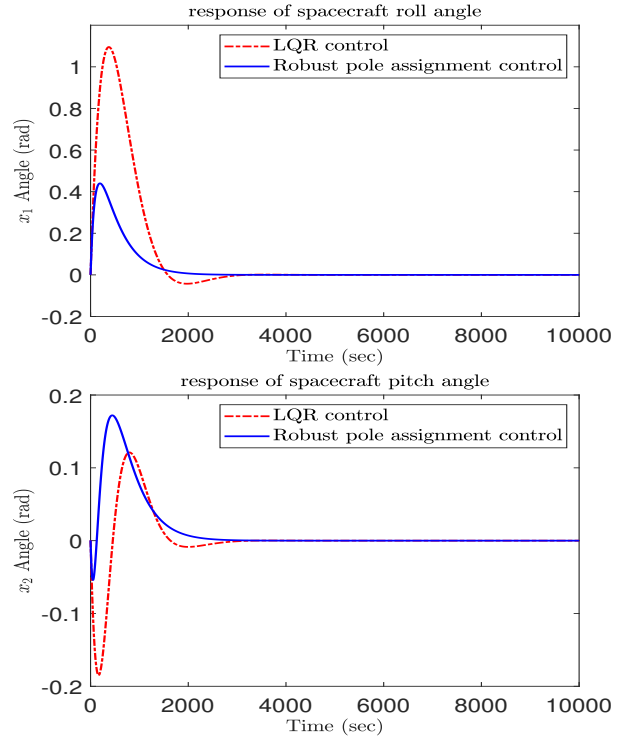 response of spacecraft roll angle
LQR control
Robust pole assignment control
1
0.8
0.6
0.4
0.2
0
-0.2
x₁ Angle (rad)
0 2000 4000 6000 8000 10000
Time (sec)
response of spacecraft pitch angle
LQR control
Robust pole assignment control
0.2
0.1
0
-0.1
-0.2
x₂ Angle (rad)
0 2000 4000 6000 8000 10000
Time (sec)